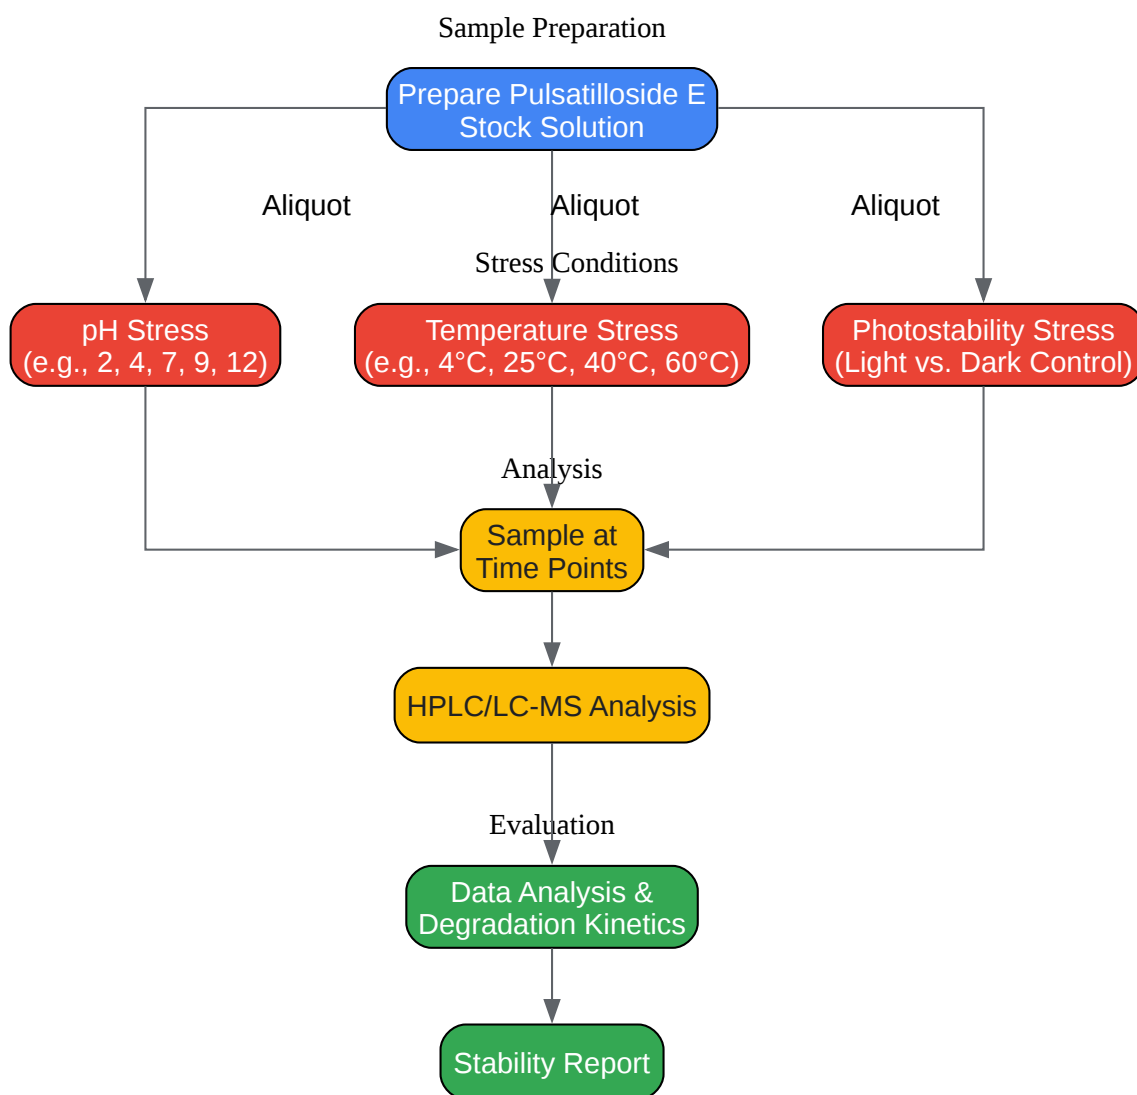 Sample Preparation
Prepare Pulsatilloside E
Stock Solution
Aliquot
Aliquot
Aliquot
Stress Conditions
pH Stress
(e.g., 2, 4, 7, 9, 12)
Temperature Stress
(e.g., 4°C, 25°C, 40°C, 60°C)
Photostability Stress
(Light vs. Dark Control)
Analysis
Sample at
Time Points
HPLC/LC-MS Analysis
Evaluation
Data Analysis &
Degradation Kinetics
Stability Report